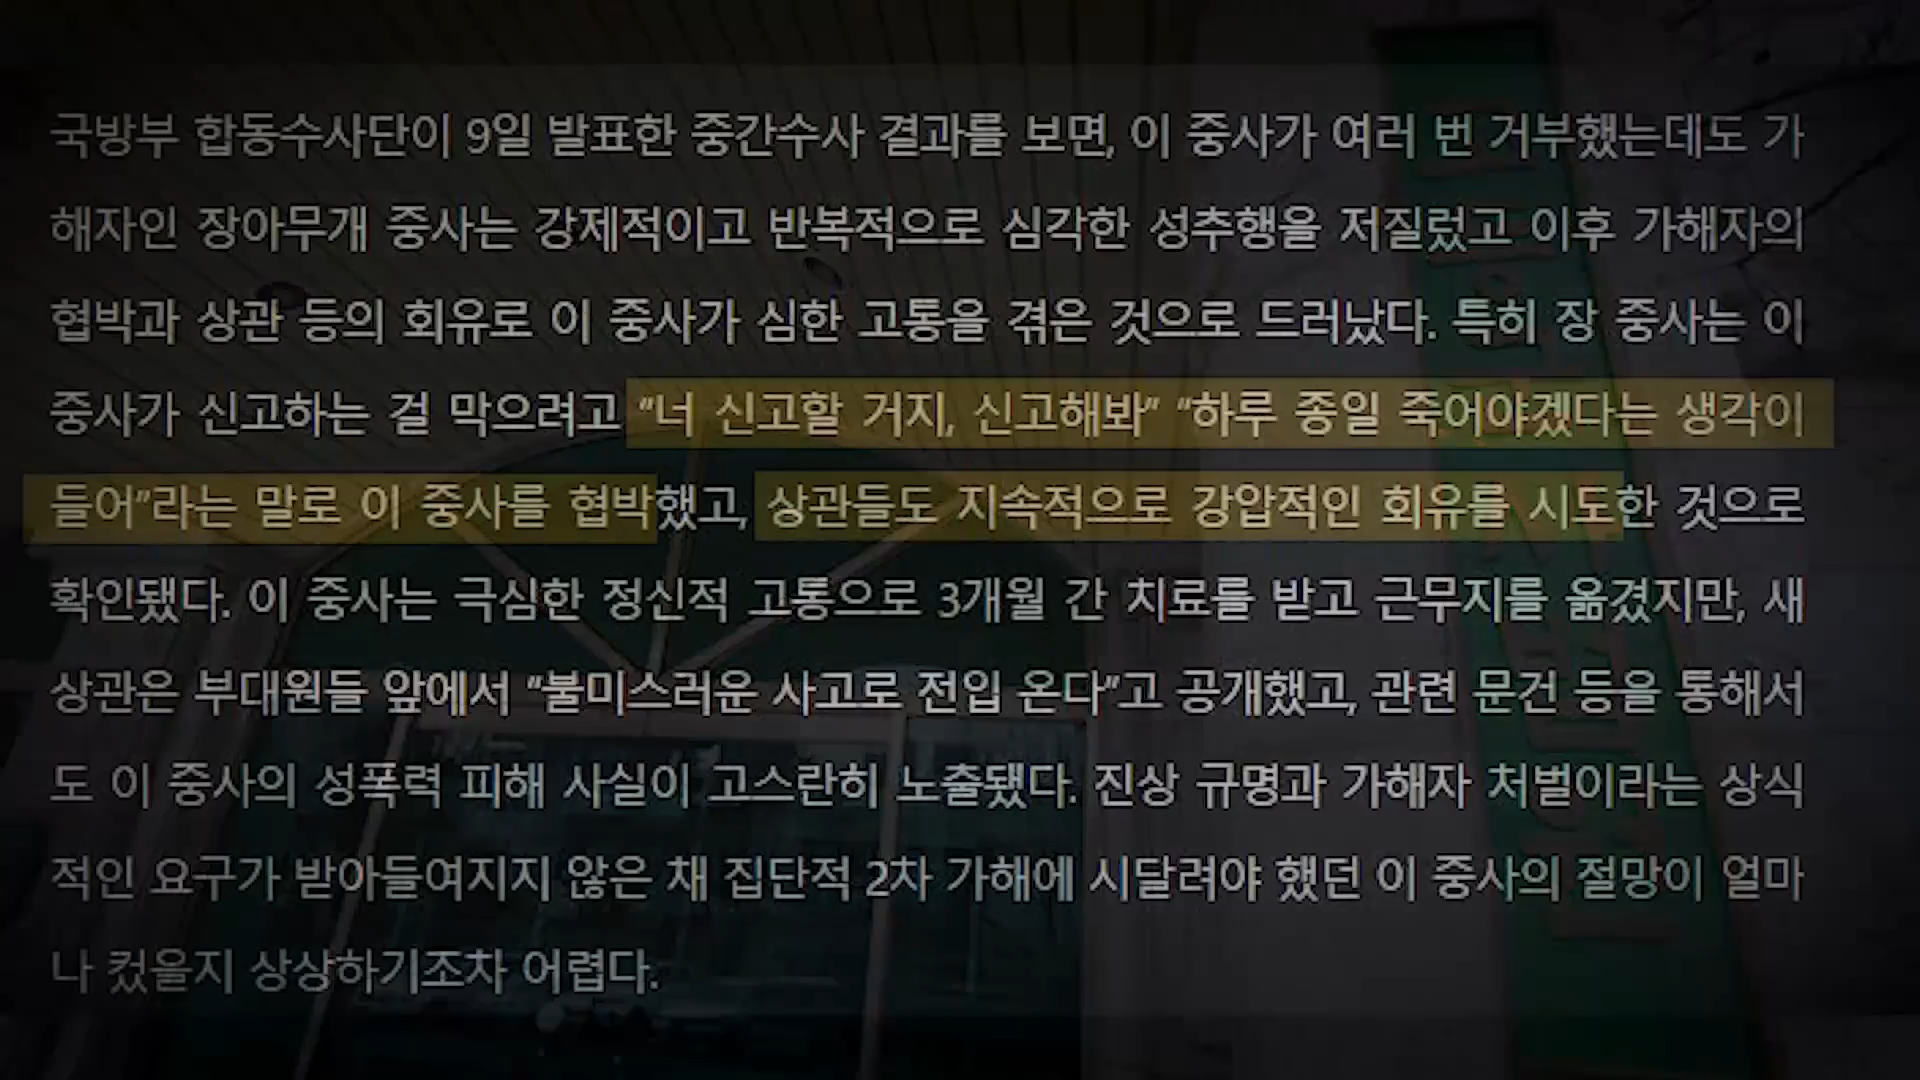 국방부 합동수사단이 9일 발표한 중간수사 결과를 보면, 이 중사가 여러 번 거부했는데도 가
해자인 장아무개 중사는 강제적이고 반복적으로 심각한 성추행을 저질렀고 이후 가해자의
협박과 상관 등의 회유로 이 중사가 심한 고통을 겪은 것으로 드러났다. 특히 장 중사는 이
중사가 신고하는 걸 막으려고 “너 신고할 거지, 신고해봐” “하루 종일 죽어야겠다는 생각이
들어”라는 말로 이 중사를 협박했고, 상관들도 지속적으로 강압적인 회유를 시도한 것으로
확인됐다. 이 중사는 극심한 정신적 고통으로 3개월 간 치료를 받고 근무지를 옮겼지만, 새
상관은 부대원들 앞에서 “불미스러운 사고로 전입 온다”고 공개했고, 관련 문건 등을 통해서
도 이 중사의 성폭력 피해 사실이 고스란히 노출됐다. 진상 규명과 가해자 처벌이라는 상식
적인 요구가 받아들여지지 않은 채 집단적 2차 가해에 시달려야 했던 이 중사의 절망이 얼마
나 컸을지 상상하기조차 어렵다.